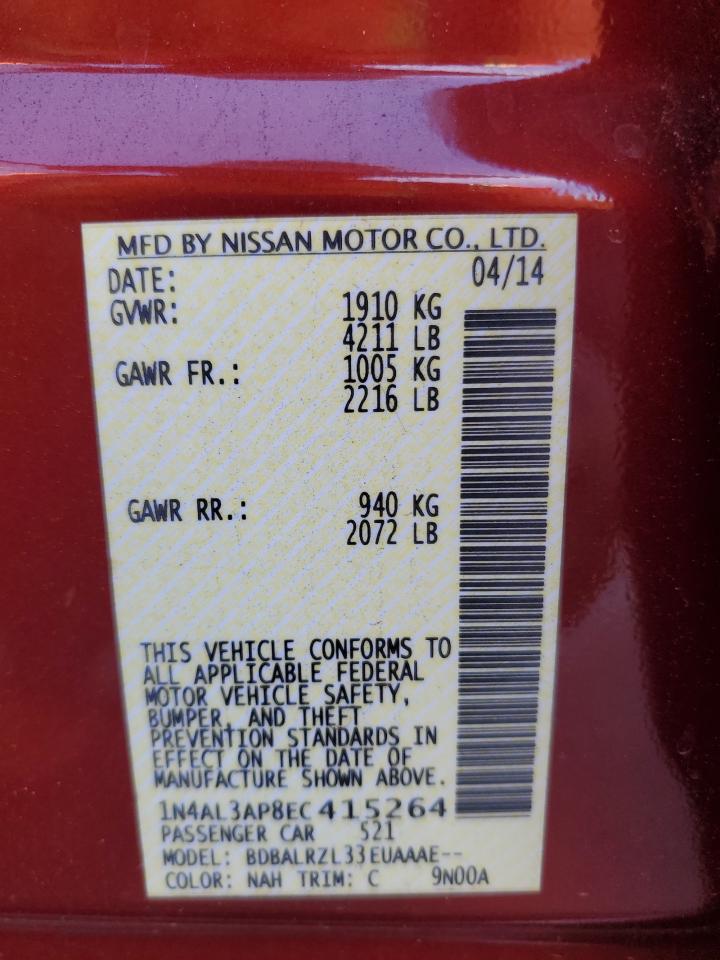 MFD BY NISSAN MOTOR CO., LTD.
DATE: 04/14
GVWR: 1910 KG
4211 LB
GAWR FR.: 1005 KG
2216 LB
GAWR RR.: 940 KG
2072 LB
THIS VEHICLE CONFORMS TO
ALL APPLICABLE FEDERAL
MOTOR VEHICLE SAFETY,
BUMPER, AND THEFT
PREVENTION STANDARDS IN
EFFECT ON THE DATE OF
MANUFACTURE SHOWN ABOVE.
1N4AL3AP8EC415264
PASSENGER CAR 521
MODEL: BDBALRZL33EUAAAE--
COLOR: NAH TRIM: C 9N00A